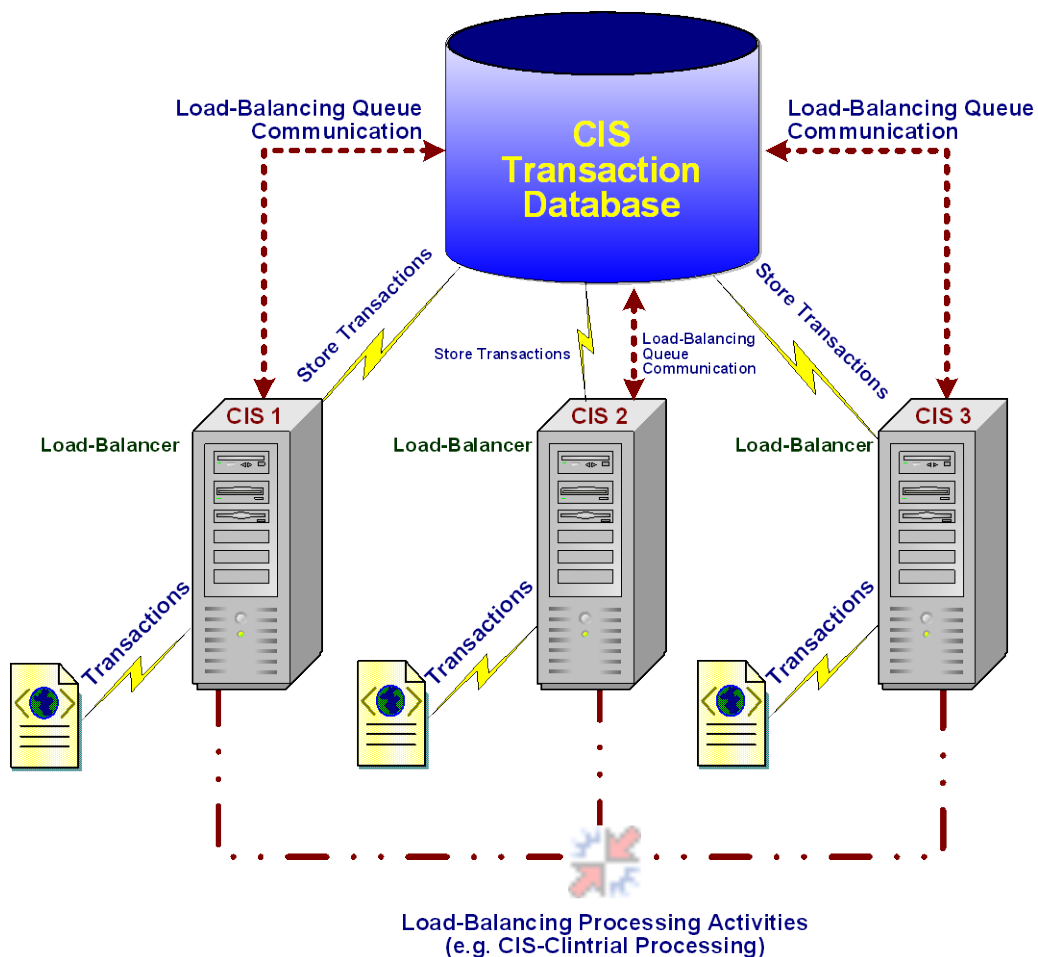 Load-Balancing Queue
Communication
Load-Balancing Queue
Communication
CIS
Transaction
Database
Store Transactions
Store Transactions
Load-Balancing
Queue
Communication
Store Transactions
CIS 1
CIS 2
CIS 3
Load-Balancer
Load-Balancer
Load-Balancer
Transactions
Transactions
Transactions
Load-Balancing Processing Activities
(e.g. CIS-Clintrial Processing)